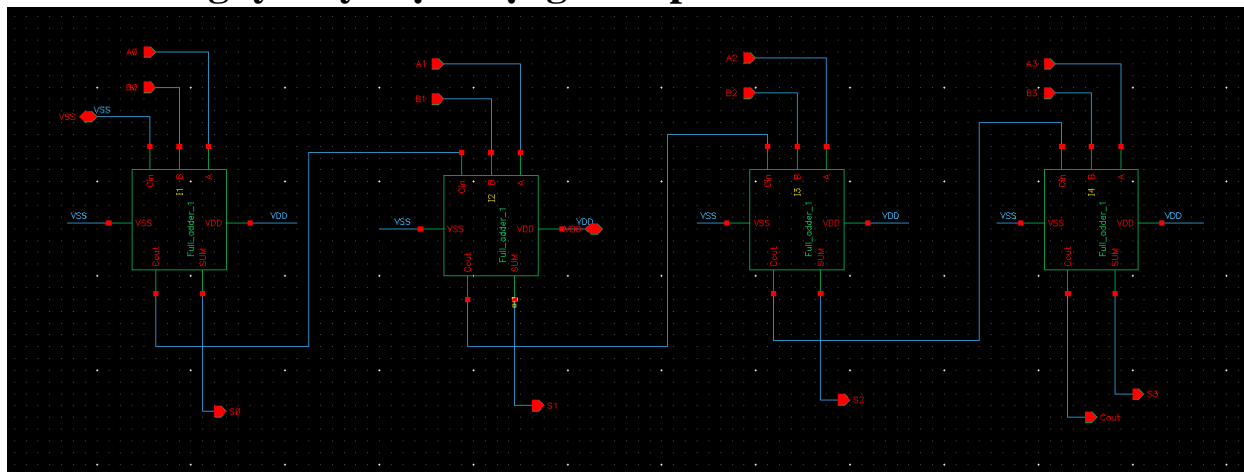 A0
A1
A2
A3
B0
B1
B2
B3
VSS
VSS
Cin
B
A
Cin
B
A
Cin
B
A
Cin
B
A
I1
I2
I3
I4
VSS
VSS
Full_adder_1
VDD
VDD
VSS
VSS
Full_adder_1
VDD
VDD
VSS
VSS
Full_adder_1
VDD
VDD
VSS
VSS
Full_adder_1
VDD
VDD
Cout
SUM
Cout
SUM
Cout
SUM
Cout
SUM
S0
S1
S2
S3
Cout